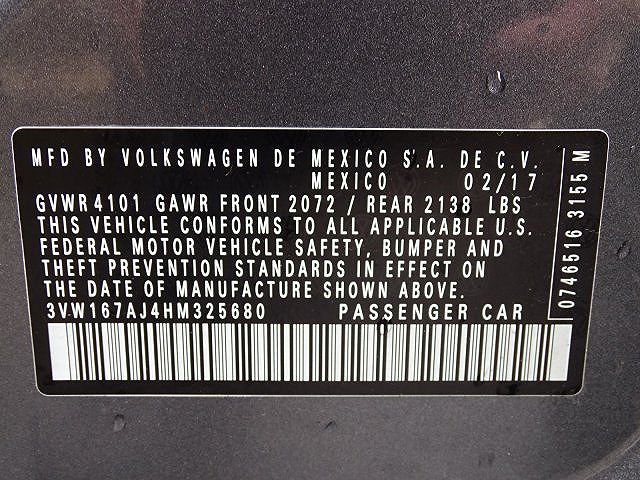 MFD BY VOLKSWAGEN DE MEXICO S.A. DE C.V.
MEXICO 02/17
GVWR 4101 GAWR FRONT 2072 / REAR 2138 LBS
THIS VEHICLE CONFORMS TO ALL APPLICABLE U.S.
FEDERAL MOTOR VEHICLE SAFETY, BUMPER AND
THEFT PREVENTION STANDARDS IN EFFECT ON
THE DATE OF MANUFACTURE SHOWN ABOVE.
3VW167AJ4HM325680 PASSENGER CAR
0746516 3155 M